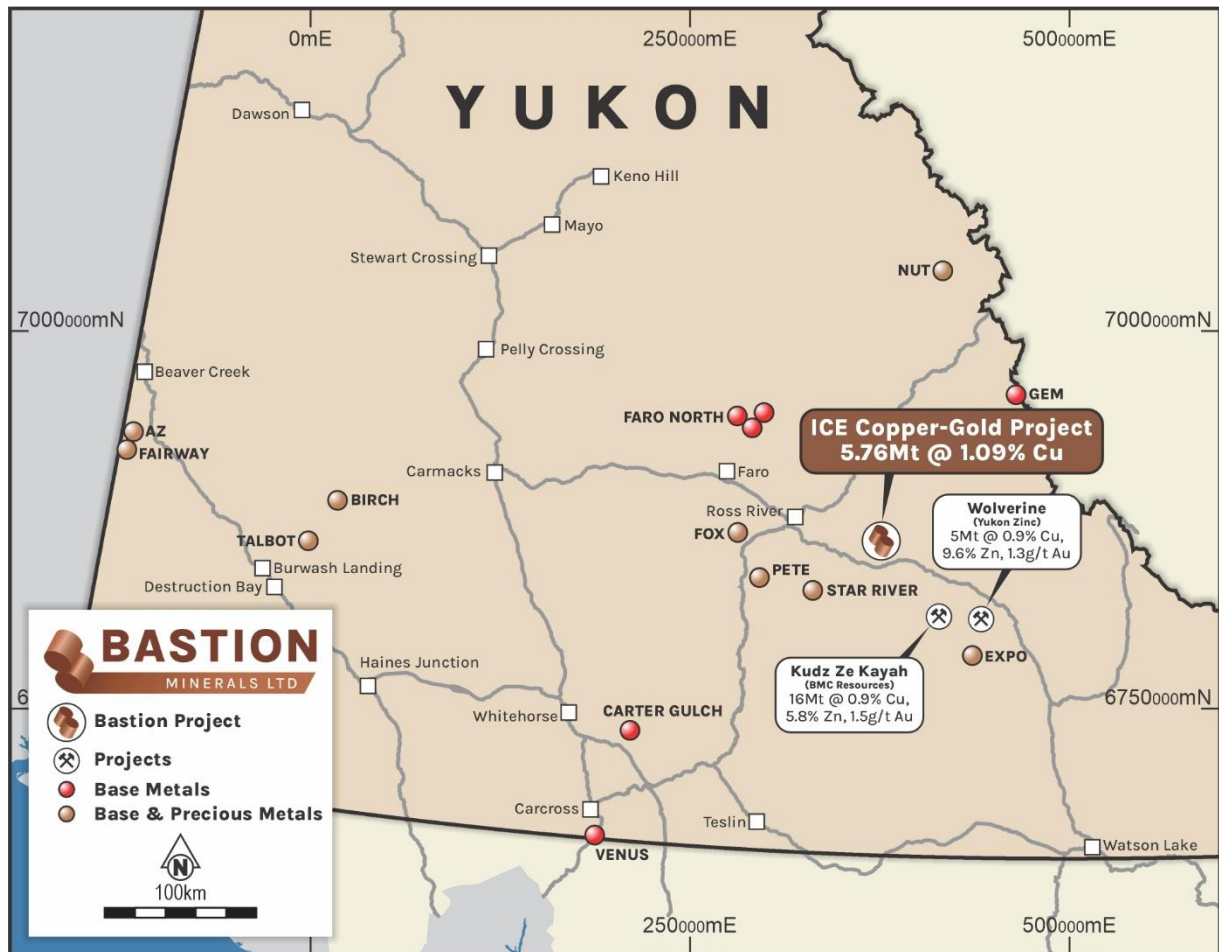 0mE
250000mE
500000mE
YUKON
Dawson
Keno Hill
Mayo
Stewart Crossing
NUT
7000000mN
7000000mN
Pelly Crossing
Beaver Creek
GEM
FARO NORTH
ICE Copper-Gold Project
5.76Mt @ 1.09% Cu
AZ
FAIRWAY
Carmacks
Faro
BIRCH
Ross River
Wolverine
(Yukon Zinc)
5Mt @ 0.9% Cu,
9.6% Zn, 1.3g/t Au
FOX
TALBOT
Burwash Landing
Destruction Bay
PETE
STAR RIVER
EXPO
Kudz Ze Kayah
(BMC Resources)
16Mt @ 0.9% Cu,
5.8% Zn, 1.5g/t Au
Haines Junction
Whitehorse
CARTER GULCH
6
6750000mN
Carcross
Teslin
VENUS
Watson Lake
BASTION
MINERALS LTD
Bastion Project
Projects
Base Metals
Base & Precious Metals
N
100km
250000mE
500000mE